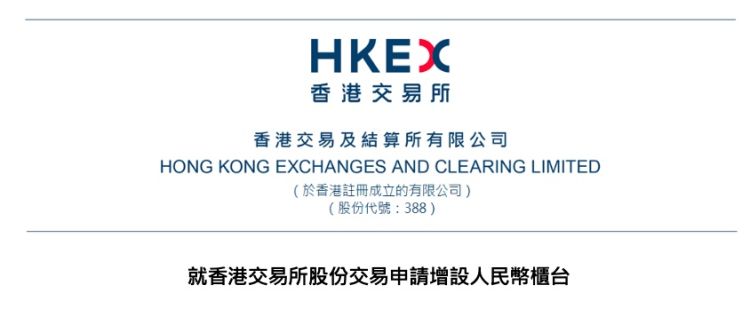 HKEX
香港交易所
香港交易及結算所有限公司
HONG KONG EXCHANGES AND CLEARING LIMITED
(於香港註冊成立的有限公司)
(股份代號：388)
就香港交易所股份交易申請增設人民幣櫃台